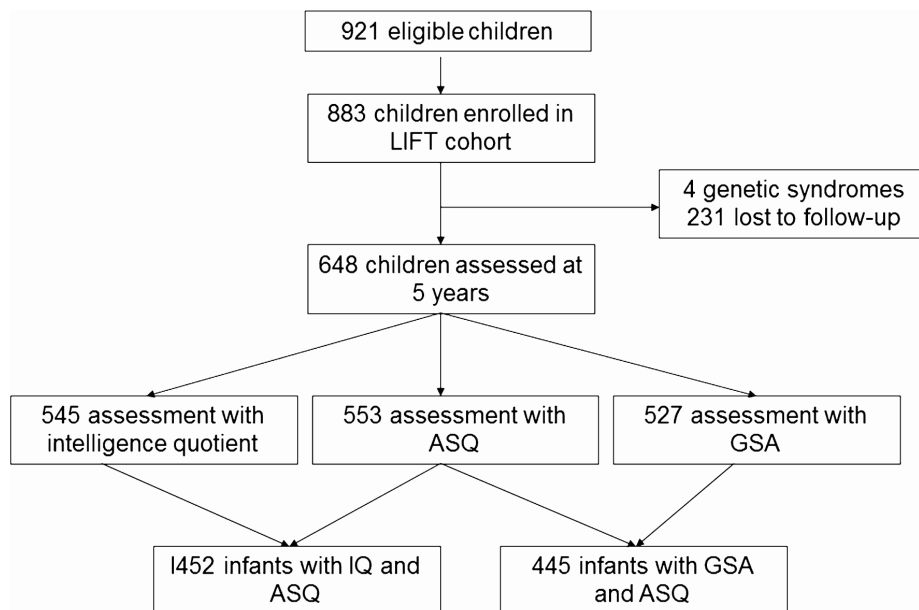 921 eligible children
883 children enrolled in
LIFT cohort
4 genetic syndromes
231 lost to follow-up
648 children assessed at
5 years
545 assessment with
intelligence quotient
553 assessment with
ASQ
527 assessment with
GSA
I452 infants with IQ and
ASQ
445 infants with GSA
and ASQ